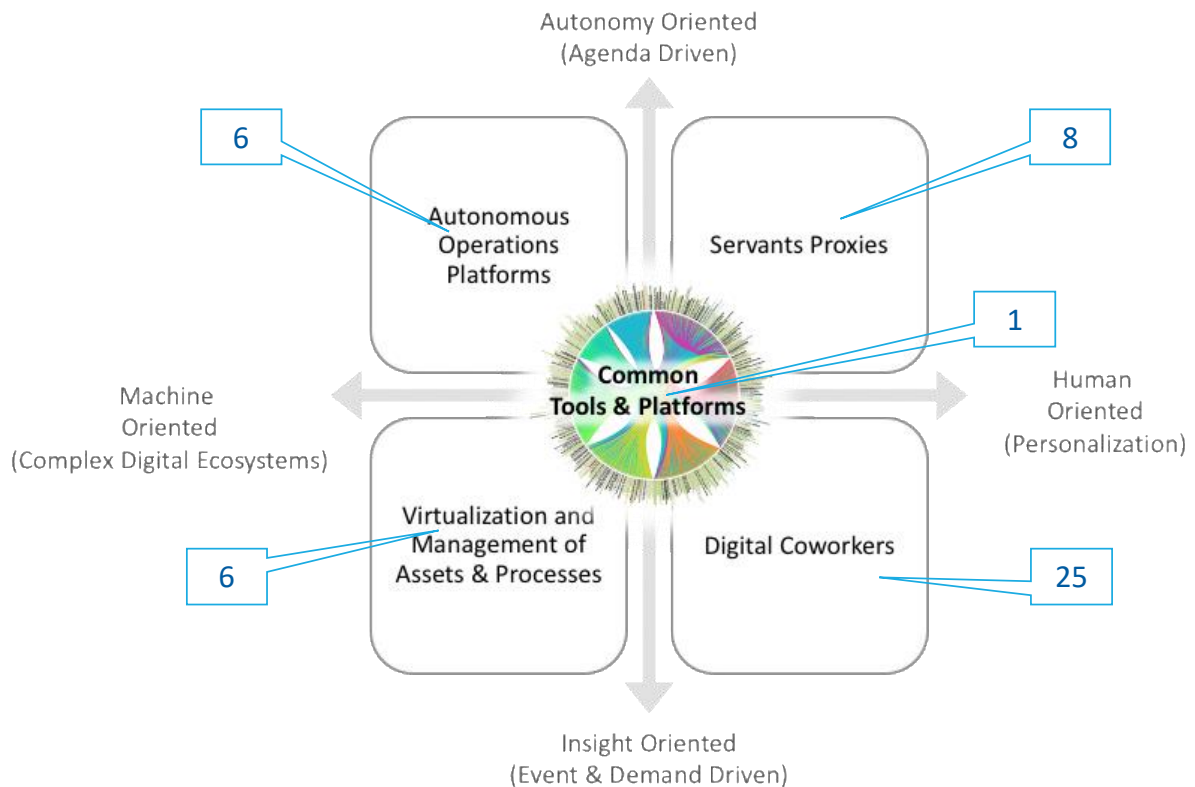 Autonomy Oriented
(Agenda Driven)
6
8
Autonomous
Operations
Platforms
Servants Proxies
1
Common
Tools & Platforms
Machine
Oriented
(Complex Digital Ecosystems)
Human
Oriented
(Personalization)
Virtualization and
Management of
Assets & Processes
Digital Coworkers
6
25
Insight Oriented
(Event & Demand Driven)